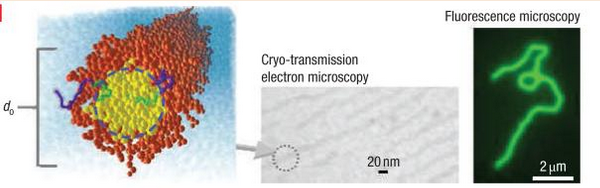 Fluorescence microscopy
Cryo-transmission
electron microscopy
d₀
20 nm
2 μm